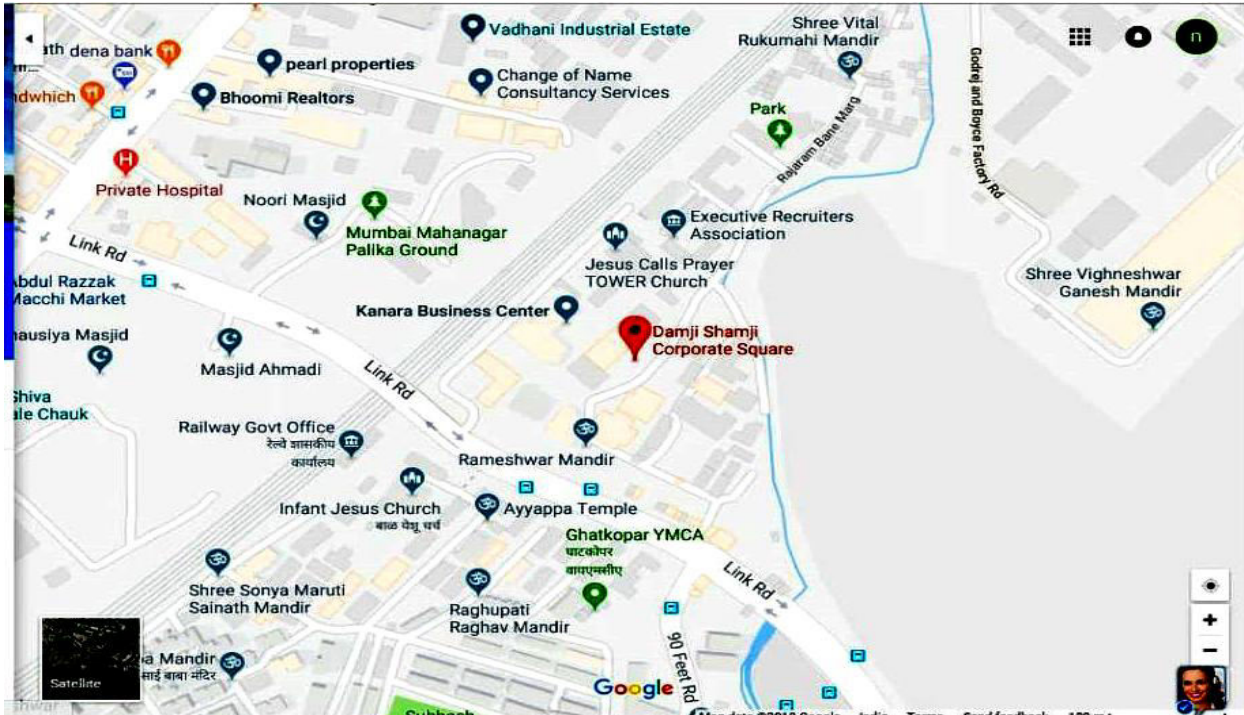 Vadhani Industrial Estate
Shree Vital
Rukumahi Mandir
n
ath dena bank
pearl properties
Change of Name
Consultancy Services
ndwhich
Bhoomi Realtors
Park
Rajaram Bane Marg
Godrej and Boyce Factory Rd
Private Hospital
Noori Masjid
Mumbai Mahanagar
Palika Ground
Executive Recruiters
Association
Link Rd
Jesus Calls Prayer
TOWER Church
Abdul Razzak
Macchi Market
Shree Vighneshwar
Ganesh Mandir
Kanara Business Center
Damji Shamji
Corporate Square
hausiya Masjid
Masjid Ahmadi
Link Rd
Shiva
ale Chauk
Railway Govt Office
रेल्वे शासकीय
कार्यालय
Rameshwar Mandir
Infant Jesus Church
बाळ येशू चर्च
Ayyappa Temple
Ghatkopar YMCA
घाटकोपर
वायएमसीए
Link Rd
Shree Sonya Maruti
Sainath Mandir
Raghupati
Raghav Mandir
90 Feet Rd
Mandir
साई बाबा मंदिर
Satellite
Google
India Terms Send feedback